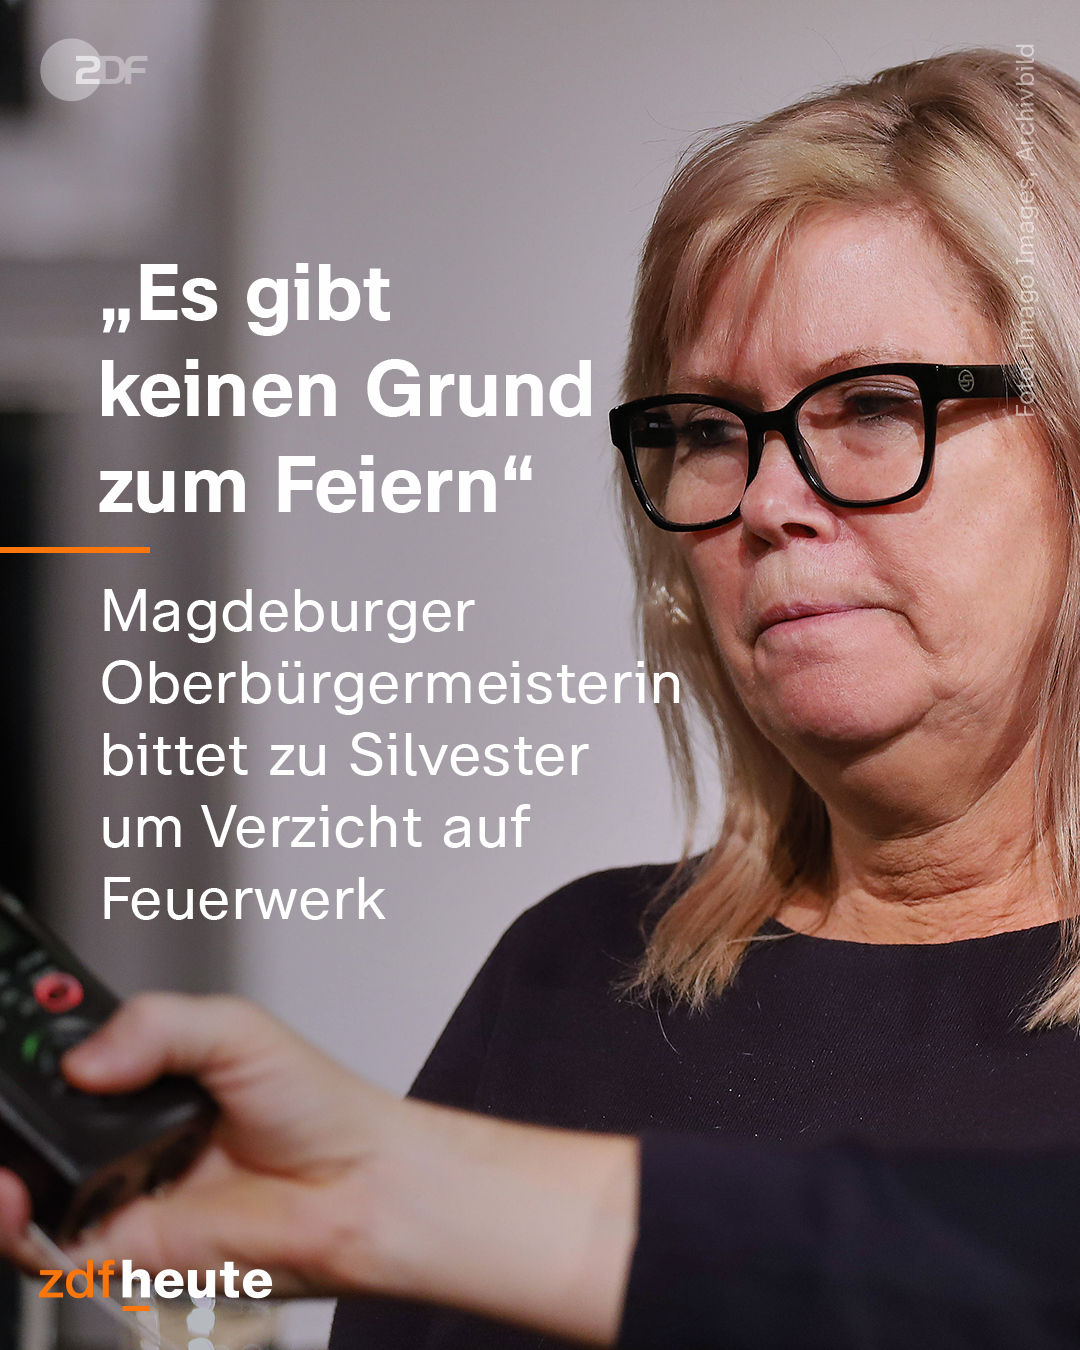 ZDF
Foto: Imago Images, Archivbild
„Es gibt
keinen Grund
zum Feiern“
Magdeburger
Oberbürgermeisterin
bittet zu Silvester
um Verzicht auf
Feuerwerk
zdfheute